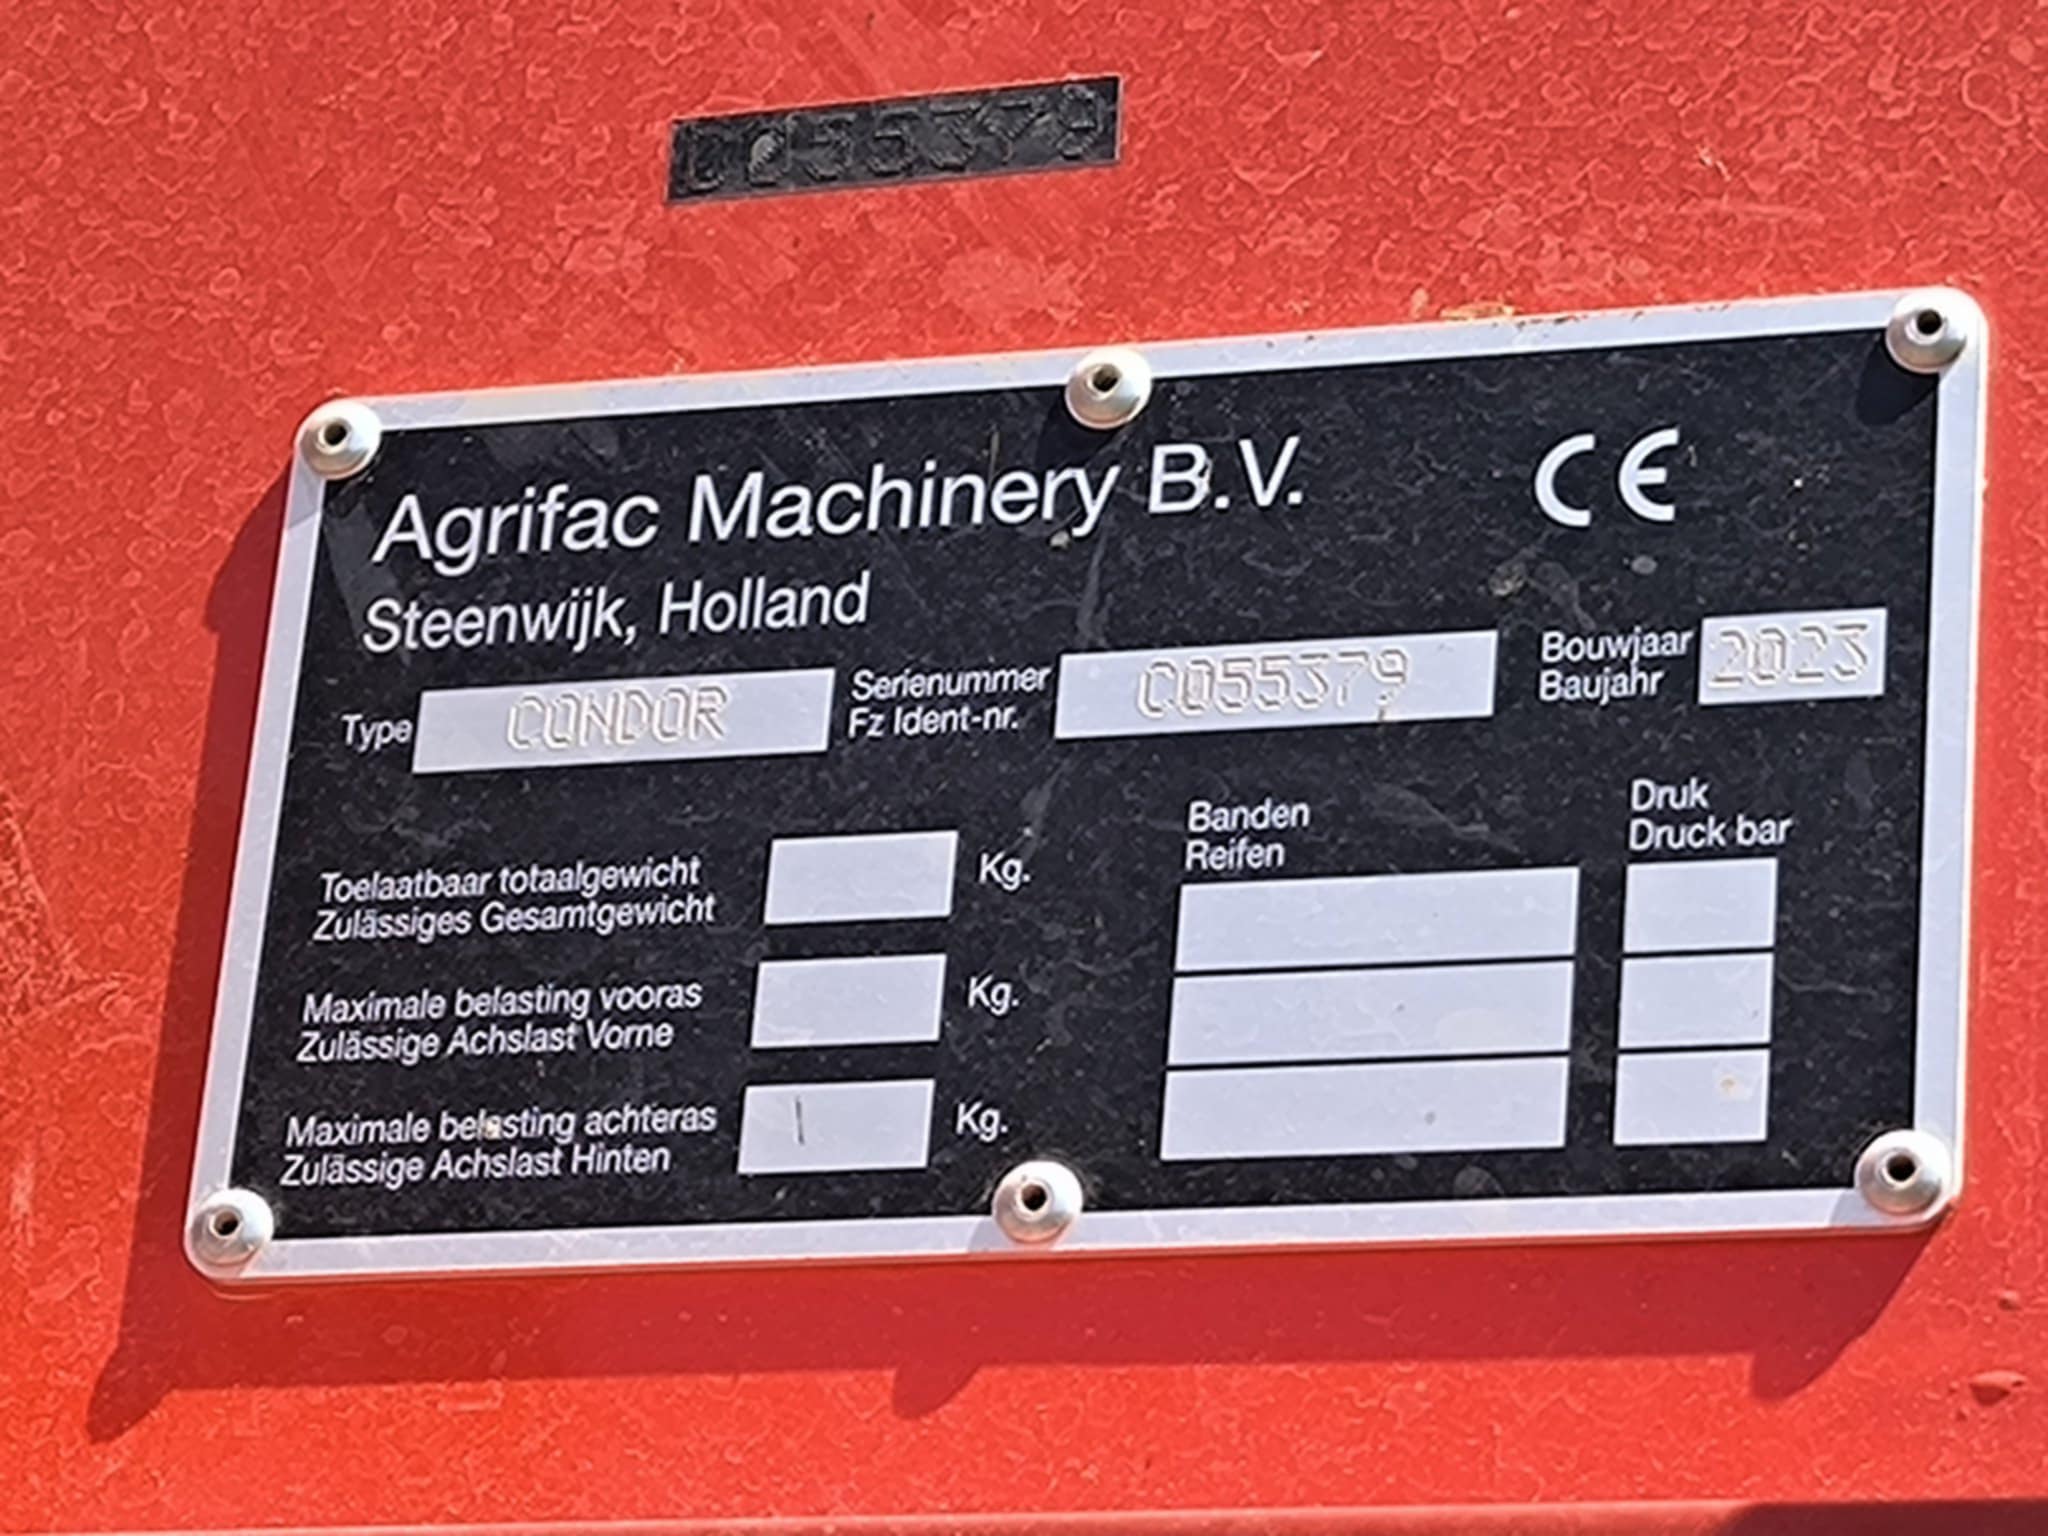 C055379
Agrifac Machinery B.V.
CE
Steenwijk, Holland
Type CONDOR
Serienummer
Fz Ident-nr. C055379
Bouwjaar
Baujahr 2023
Toelaatbaar totaalgewicht
Zulässiges Gesamtgewicht Kg.
Maximale belasting vooras
Zulässige Achslast Vorne Kg.
Maximale belasting achteras
Zulässige Achslast Hinten Kg.
Banden
Reifen
Druk
Druck bar